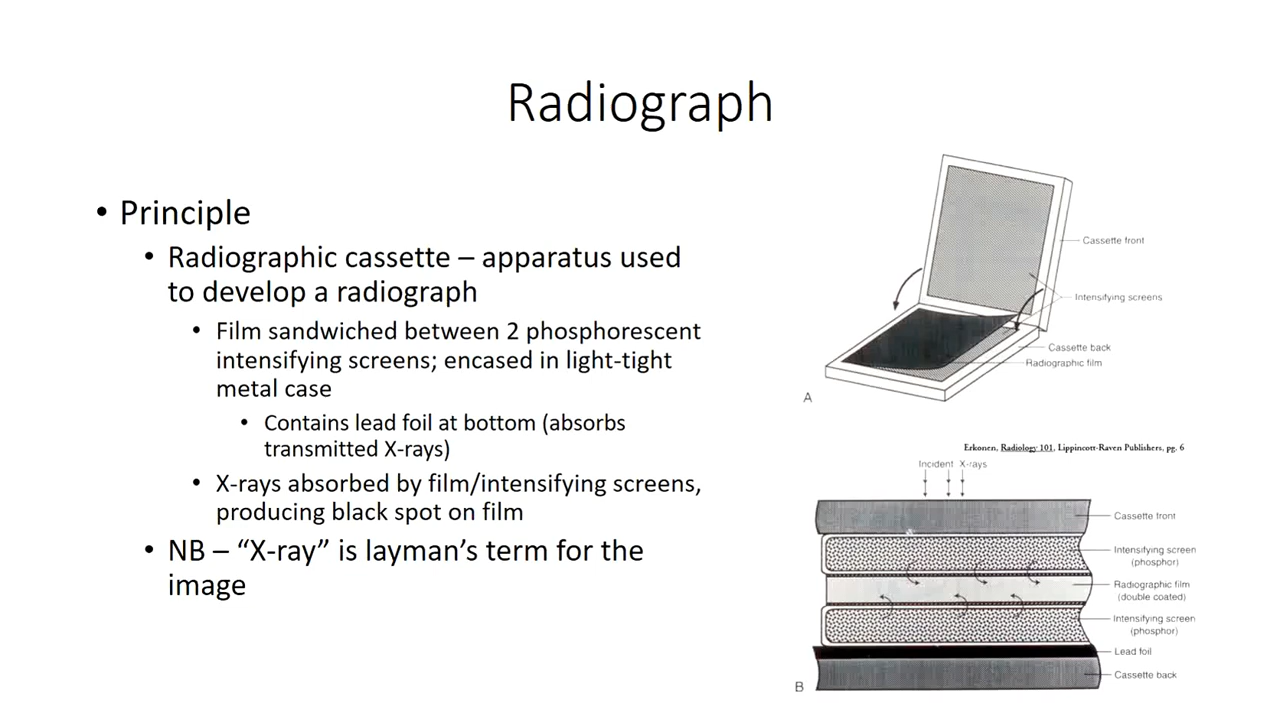 Radiograph
• Principle
• Radiographic cassette – apparatus used
to develop a radiograph
• Film sandwiched between 2 phosphorescent
intensifying screens; encased in light-tight
metal case
• Contains lead foil at bottom (absorbs
transmitted X-rays)
• X-rays absorbed by film/intensifying screens,
producing black spot on film
• NB – “X-ray” is layman’s term for the
image
Cassette front
Intensifying screens
Cassette back
Radiographic film
A
Erkonen, Radiology 101, Lippincott-Raven Publishers, pg. 6
Incident X-rays
Cassette front
Intensifying screen
(phosphor)
Radiographic film
(double coated)
Intensifying screen
(phosphor)
Lead foil
Cassette back
B